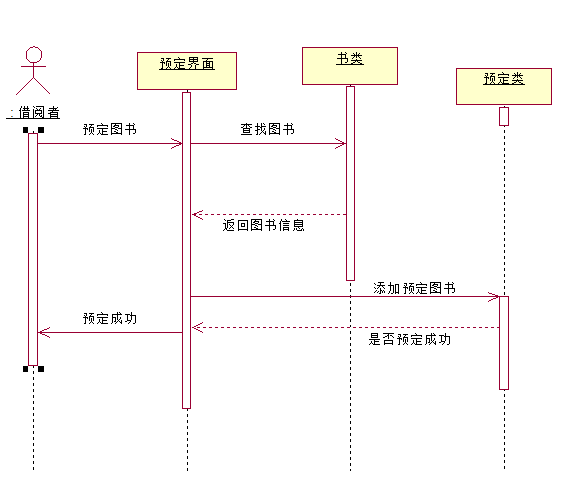 预定界面
书类
预定类
: 借阅者
预定图书
查找图书
返回图书信息
添加预定图书
预定成功
是否预定成功